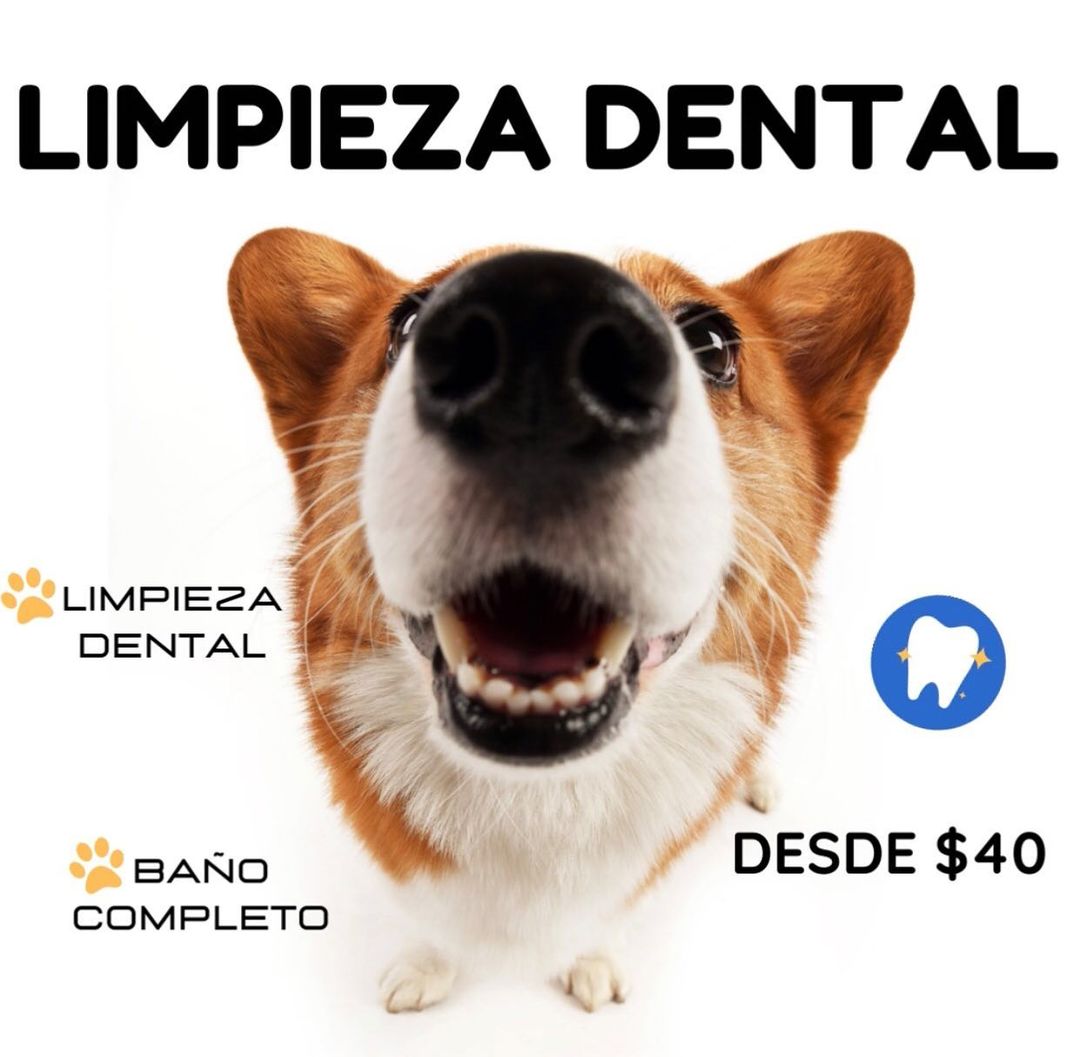 LIMPIEZA DENTAL
LIMPIEZA
DENTAL
BAÑO
COMPLETO
DESDE $40